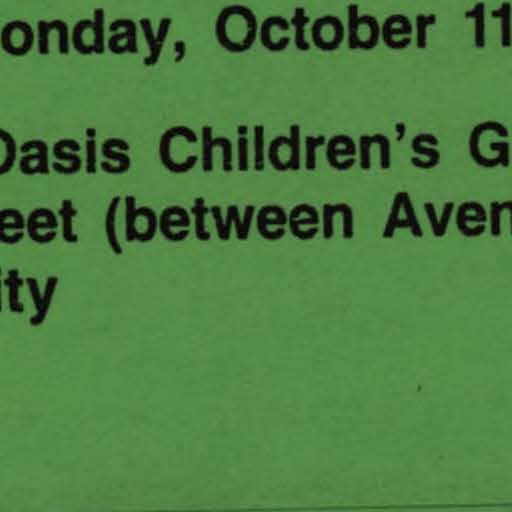 onday, October 11
Oasis Children's G
eet (between Aven
ity